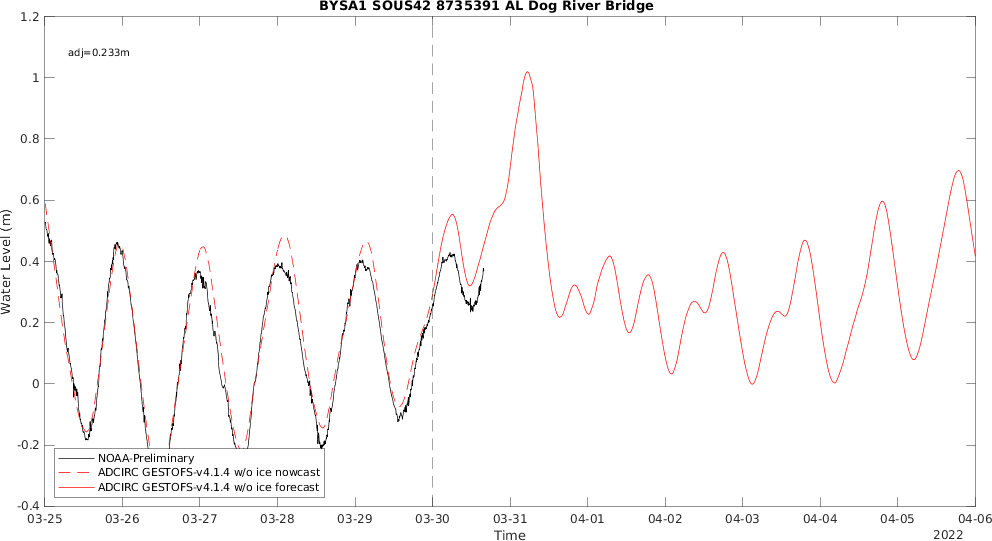 BYSA1 SOUS42 8735391 AL Dog River Bridge
adj=0.233m
1.2
1
0.8
0.6
0.4
0.2
0
-0.2
-0.4
Water Level (m)
NOAA-Preliminary
ADCIRC GESTOFS-v4.1.4 w/o ice nowcast
ADCIRC GESTOFS-v4.1.4 w/o ice forecast
03-25 03-26 03-27 03-28 03-29 03-30 03-31 04-01 04-02 04-03 04-04 04-05 04-06
Time
2022